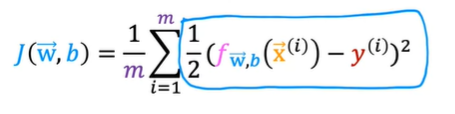 J(w⃗, b) = 1/m ∑_{i=1}^{m} 1/2 (f_{w⃗,b}(x⃗^{(i)}) − y^{(i)})²